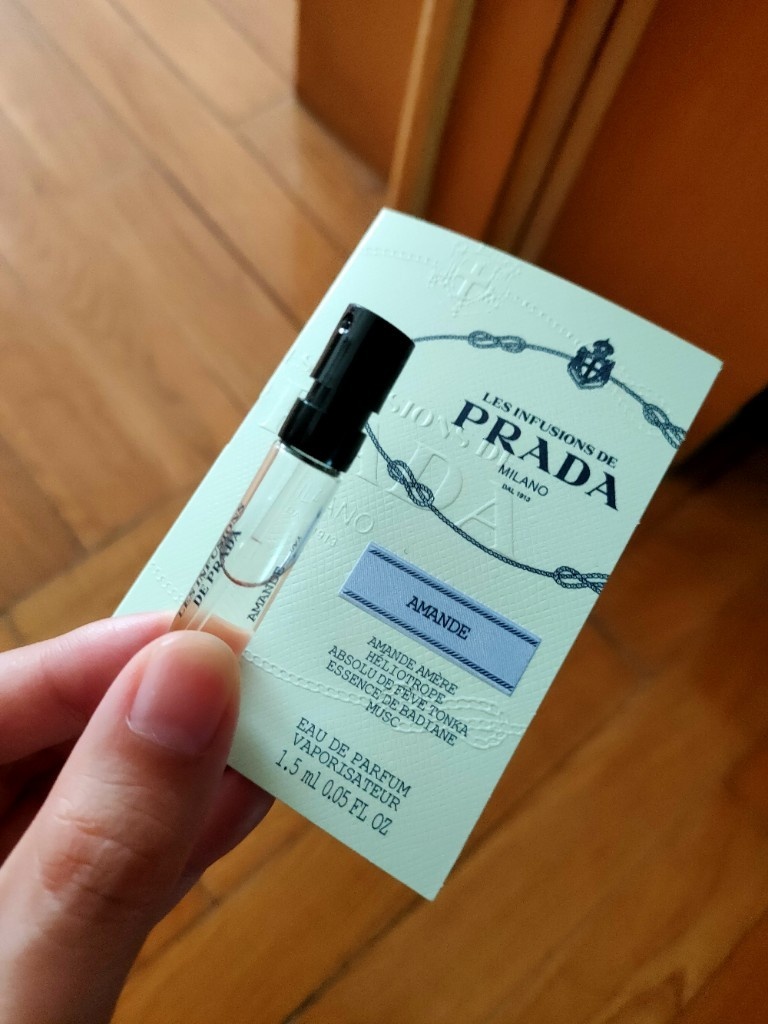 LES INFUSIONS DE
PRADA
MILANO
DAL 1913
AMANDE
AMANDE AMÈRE
HÉLIOTROPE
ABSOLU DE FÈVE TONKA
ESSENCE DE BADIANE
MUSC
EAU DE PARFUM
VAPORISATEUR
1.5 ml 0.05 FL OZ
LES INFUSIONS
DE PRADA
AMANDE